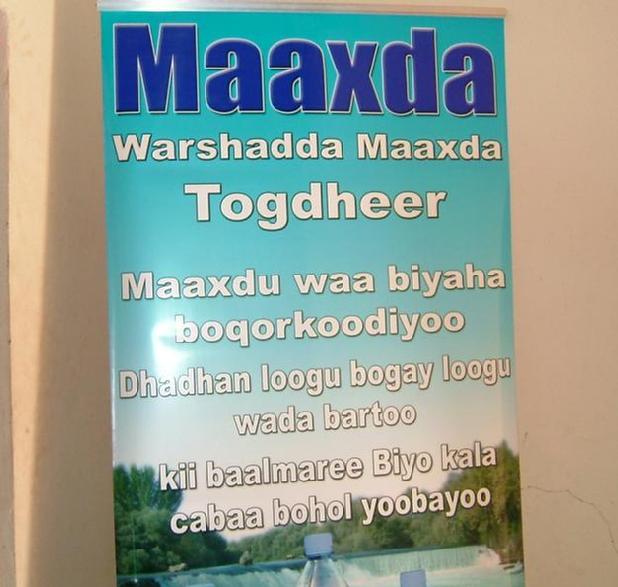 Maaxda
Warshadda Maaxda
Togdheer
Maaxdu waa biyaha
boqorkoodiyoo
Dhadhan loogu bogay loogu
wada bartoo
kii baalmaree Biyo kala
cabaa bohol yoobayoo